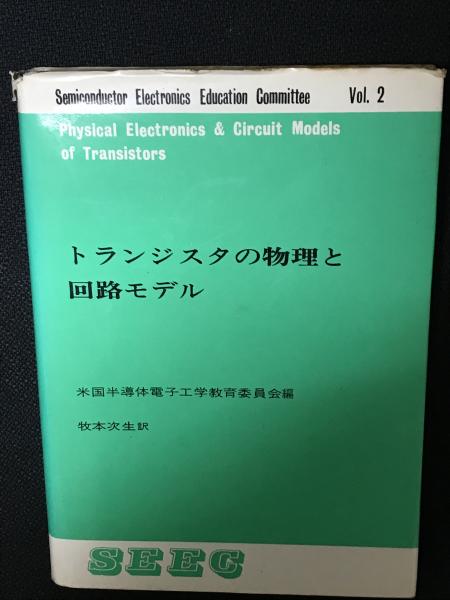 Semiconductor Electronics Education Committee Vol. 2
Physical Electronics & Circuit Models
of Transistors
トランジスタの物理と
回路モデル
米国半導体電子工学教育委員会編
牧本次生訳
SEEC